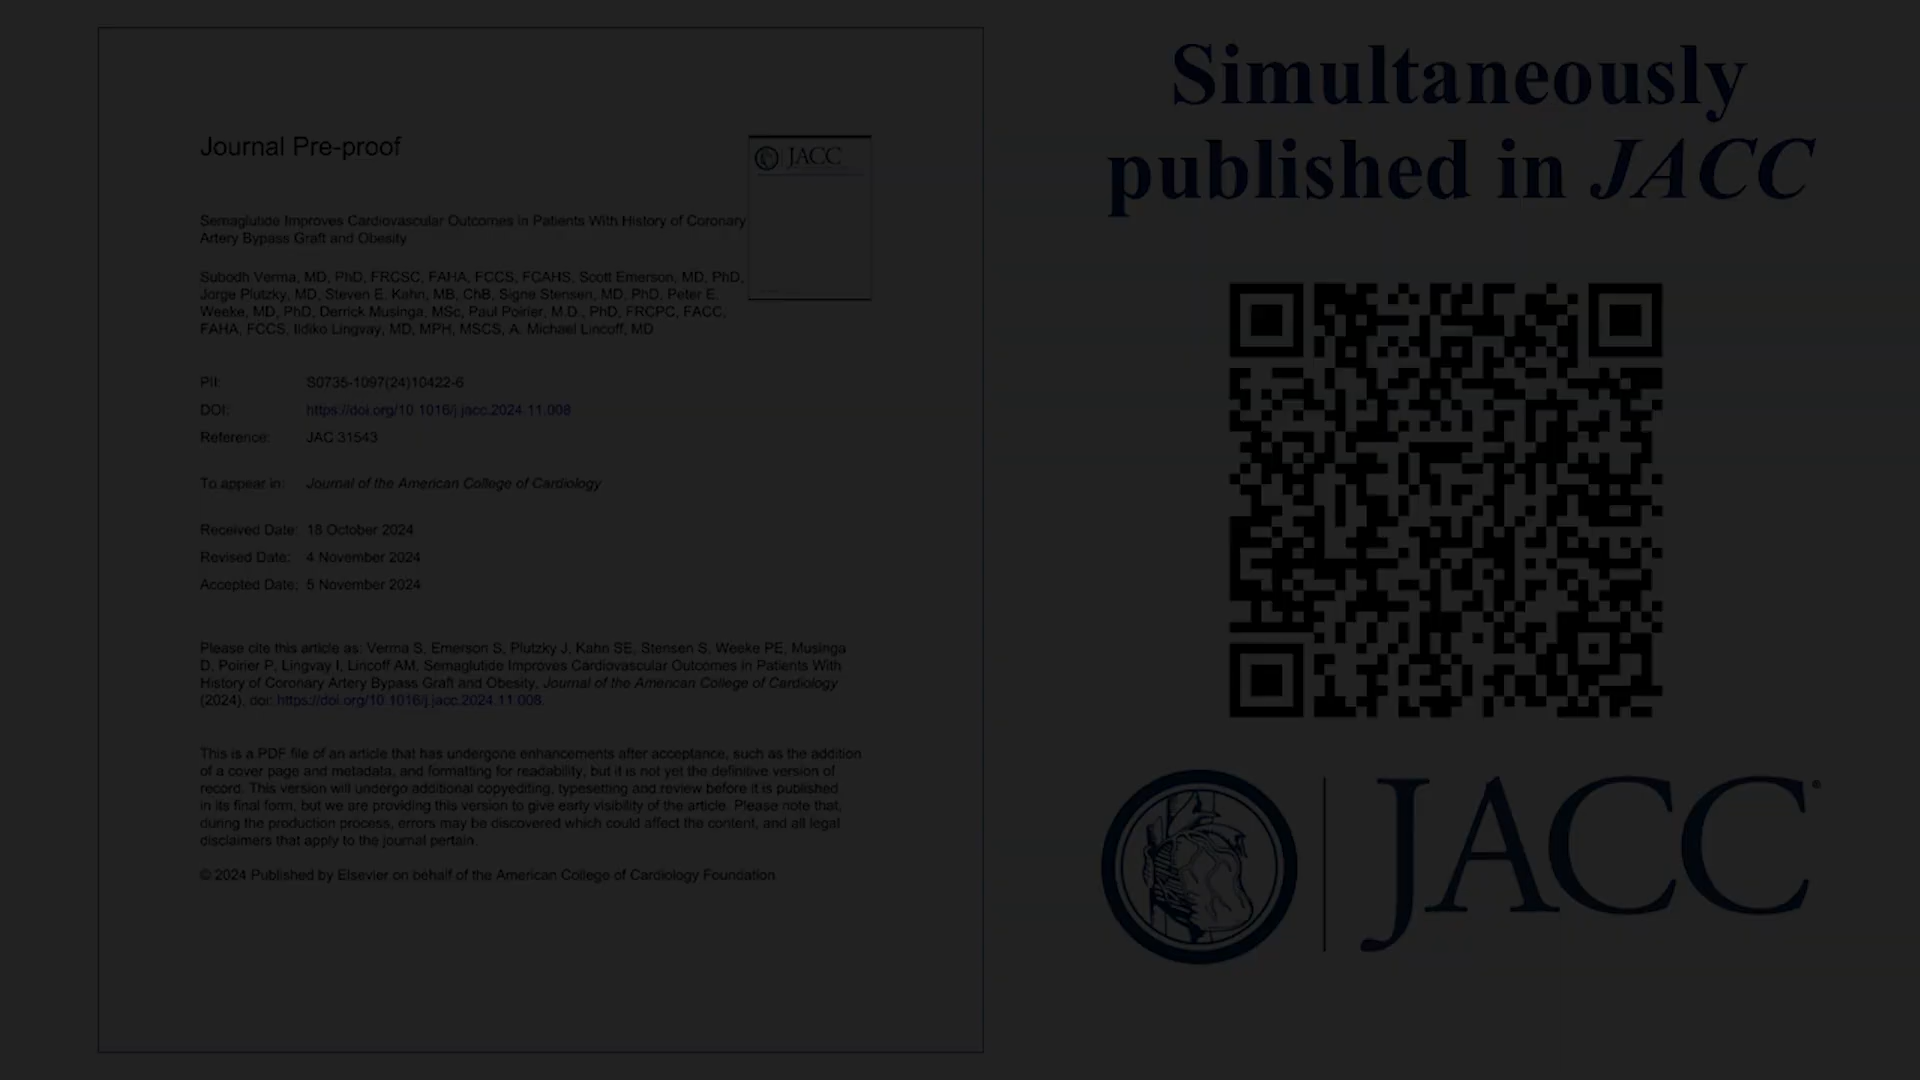 Journal Pre-proof
JACC
Semaglutide Improves Cardiovascular Outcomes in Patients With History of Coronary
Artery Bypass Graft and Obesity
Subodh Verma, MD, PhD, FRCSC, FAHA, FCCS, FCAHS, Scott Emerson, MD, PhD,
Jorge Plutzky, MD, Steven E. Kahn, MB, ChB, Signe Stensen, MD, PhD, Peter E.
Weeke, MD, PhD, Derrick Musinga, MSc, Paul Poirier, M.D., PhD, FRCPC, FACC,
FAHA, FCCS, Ildiko Lingvay, MD, MPH, MSCS, A. Michael Lincoff, MD
PII: S0735-1097(24)10422-6
DOI: https://doi.org/10.1016/j.jacc.2024.11.008
Reference: JAC 31543
To appear in: Journal of the American College of Cardiology
Received Date: 18 October 2024
Revised Date: 4 November 2024
Accepted Date: 5 November 2024
Please cite this article as: Verma S, Emerson S, Plutzky J, Kahn SE, Stensen S, Weeke PE, Musinga
D, Poirier P, Lingvay I, Lincoff AM, Semaglutide Improves Cardiovascular Outcomes in Patients With
History of Coronary Artery Bypass Graft and Obesity, Journal of the American College of Cardiology
(2024), doi: https://doi.org/10.1016/j.jacc.2024.11.008.
This is a PDF file of an article that has undergone enhancements after acceptance, such as the addition
of a cover page and metadata, and formatting for readability, but it is not yet the definitive version of
record. This version will undergo additional copyediting, typesetting and review before it is published
in its final form, but we are providing this version to give early visibility of the article. Please note that,
during the production process, errors may be discovered which could affect the content, and all legal
disclaimers that apply to the journal pertain.
© 2024 Published by Elsevier on behalf of the American College of Cardiology Foundation
Simultaneously
published in JACC
JACC